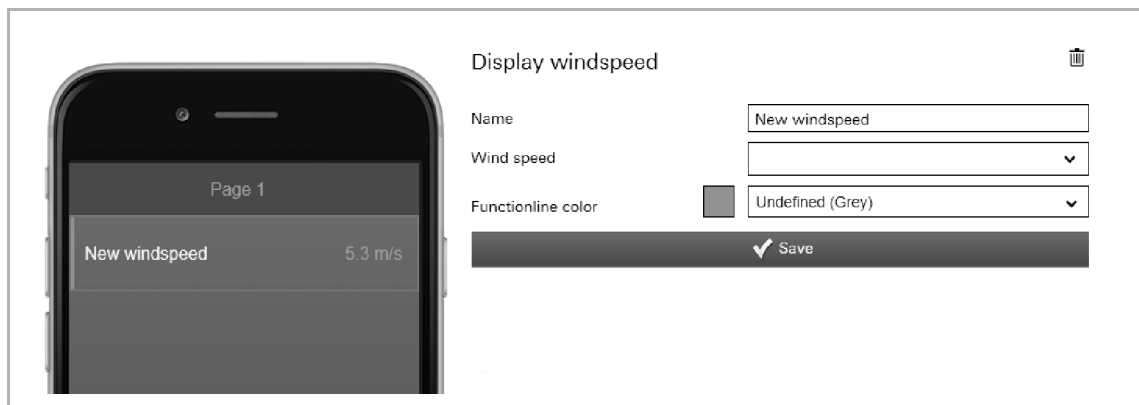 Page 1
New windspeed 5.3 m/s
Display windspeed
Name New windspeed
Wind speed
Functionline color Undefined (Grey)
Save